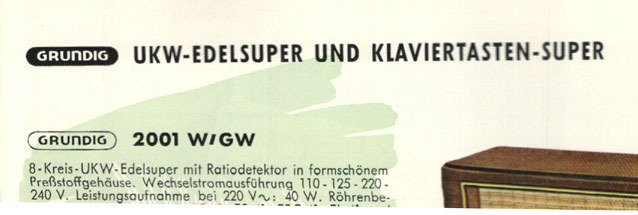 GRUNDIG UKW-EDELSUPER UND KLAVIERTASTEN-SUPER
GRUNDIG 2001 W/GW
8-Kreis-UKW-Edelsuper mit Ratiodetektor in formschönem
Preßstoffgehäuse. Wechselstromausführung 110-125-220-
240 V. Leistungsaufnahme bei 220 V~: 40 W. Röhrenbe-